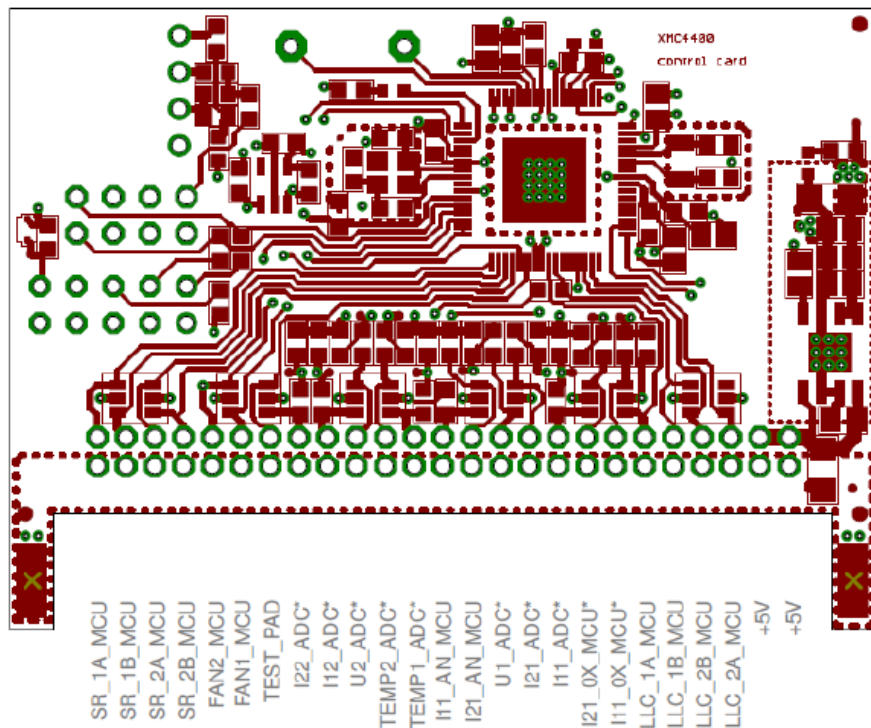 XMC4400
control card
SR_1A_MCU
SR_1B_MCU
SR_2A_MCU
SR_2B_MCU
FAN2_MCU
FAN1_MCU
TEST_PAD
I22_ADC*
I12_ADC*
U2_ADC*
TEMP2_ADC*
TEMP1_ADC*
I11_AN_MCU
I21_AN_MCU
U1_ADC*
I21_ADC*
I11_ADC*
I21_0X_MCU*
I11_0X_MCU*
LLC_1A_MCU
LLC_1B_MCU
LLC_2B_MCU
LLC_2A_MCU
+5V
+5V